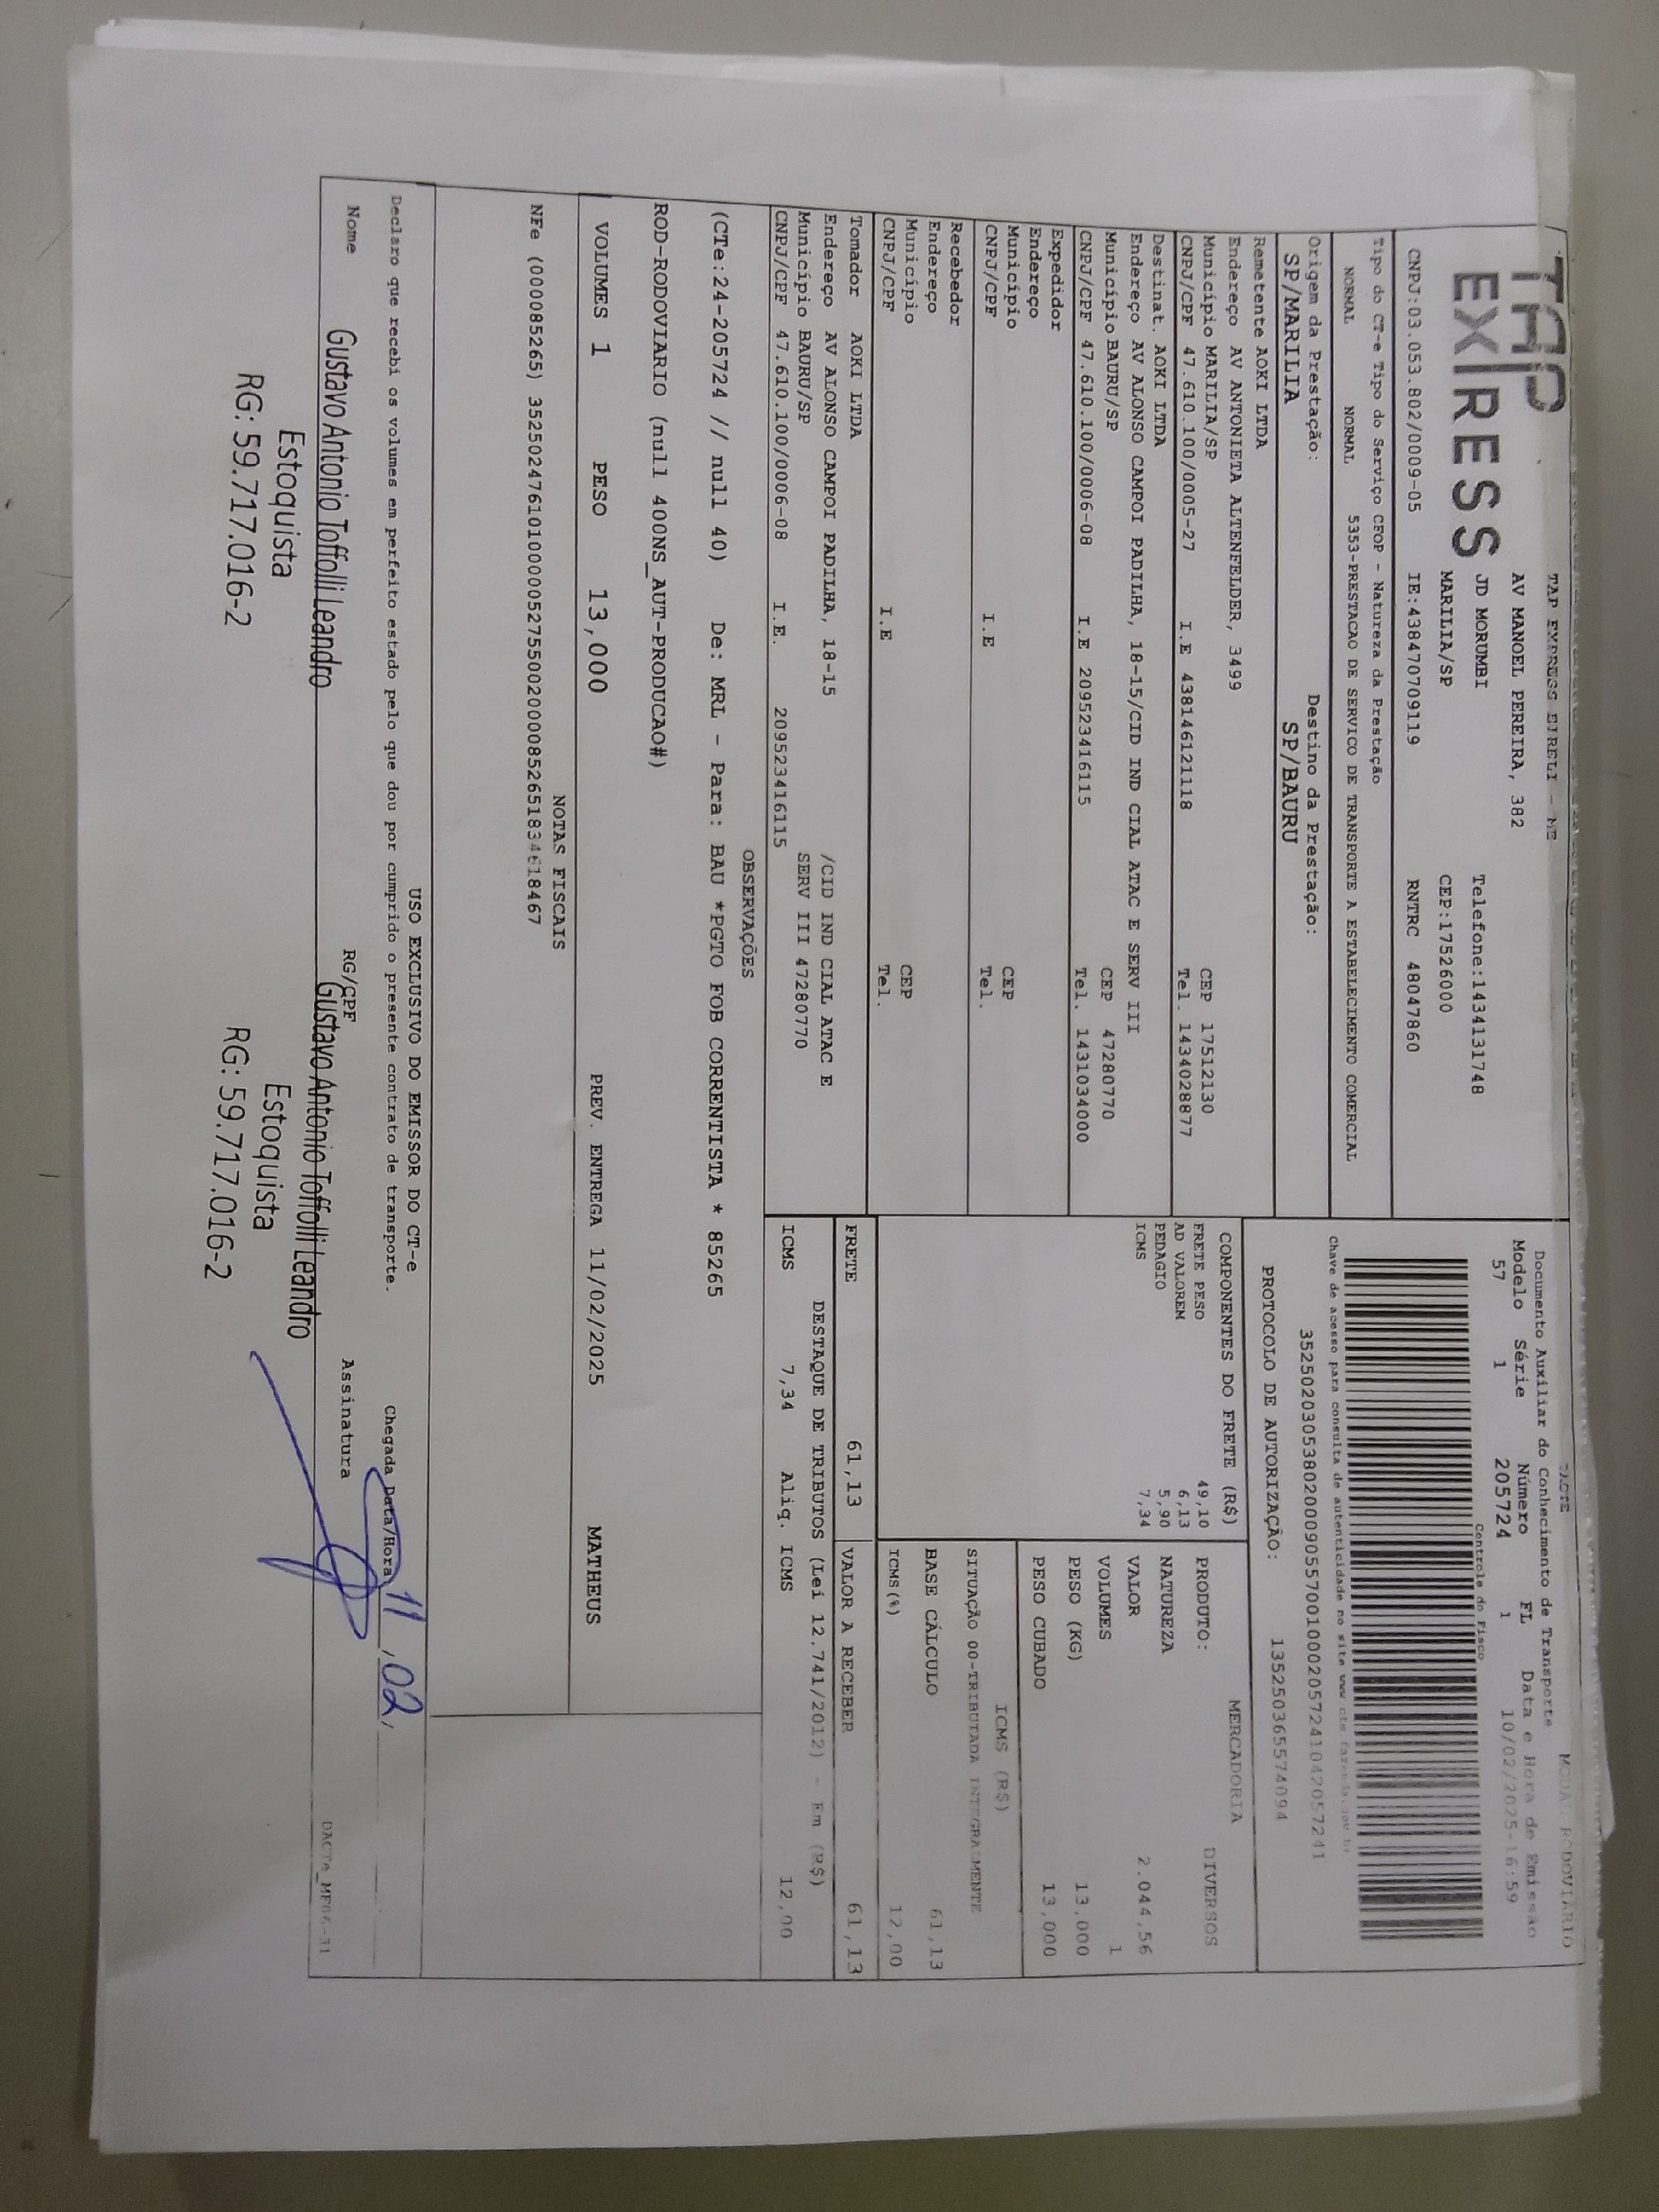 TAP EXPRESS
TAP EXPRESS EIRELI - ME
AV MANOEL PEREIRA, 382
JD MORUMBI Telefone:1434131748
MARILIA/SP CEP:17526000
CNPJ:03.053.802/0009-05 IE:438470709119 RNTRC 48047860
Tipo do CT-e Tipo do Serviço CFOP - Natureza da Prestação
NORMAL NORMAL 5353-PRESTACAO DE SERVICO DE TRANSPORTE A ESTABELECIMENTO COMERCIAL
Origem da Prestação: Destino da Prestação:
SP/MARILIA SP/BAURU
DACTE MODAL RODOVIÁRIO
Documento Auxiliar do Conhecimento de Transporte
Modelo Série Número FL Data e Hora de Emissão
57 1 205724 1 10/02/2025-16:59
Controle do Fisco
Chave de acesso para consulta de autenticidade no site www cte fazenda.gov br
PROTOCOLO DE AUTORIZAÇÃO: 135250365574094
Remetente AOKI LTDA
Endereço AV ANTONIETA ALTENFELDER, 3499
Município MARILIA/SP CEP 17512130
CNPJ/CPF 47.610.100/0005-27 I.E 438146121118 Tel. 1434028877
Destinat. AOKI LTDA
Endereço AV ALONSO CAMPOI PADILHA, 18-15/CID IND CIAL ATAC E SERV III
Município BAURU/SP CEP 47280770
CNPJ/CPF 47.610.100/0006-08 I.E 209523416115 Tel. 1431034000
Expedidor
Endereço
Município CEP
CNPJ/CPF I.E Tel.
Recebedor
Endereço
Município CEP
CNPJ/CPF I.E Tel.
Tomador AOKI LTDA
Endereço AV ALONSO CAMPOI PADILHA, 18-15 /CID IND CIAL ATAC E
Município BAURU/SP SERV III 47280770
CNPJ/CPF 47.610.100/0006-08 I.E. 209523416115
COMPONENTES DO FRETE (R$)
FRETE PESO 49,10
AD VALOREM 6,13
PEDAGIO 5,90
ICMS 7,34
MERCADORIA
PRODUTO: DIVERSOS
NATUREZA
VALOR 2.044,56
VOLUMES 1
PESO (KG) 13,000
PESO CUBADO 13,000
ICMS (R$)
SITUAÇÃO 00-TRIBUTADA INTEGRALMENTE
BASE CÁLCULO 61,13
ICMS(%) 12,00
FRETE 61,13 VALOR A RECEBER 61,13
DESTAQUE DE TRIBUTOS (Lei 12.741/2012) - Em (R$)
ICMS 7,34 Aliq. ICMS 12,00
OBSERVAÇÕES
(CTe:24-205724 // null 40) De: MRL - Para: BAU *PGTO FOB CORRENTISTA * 85265
ROD-RODOVIARIO (null 400NS_AUT-PRODUCAO#)
VOLUMES 1 PESO 13,000 PREV. ENTREGA 11/02/2025 MATHEUS
NOTAS FISCAIS
NFe (000085265)
USO EXCLUSIVO DO EMISSOR DO CT-e
Declaro que recebi os volumes em perfeito estado pelo que dou por cumprido o presente contrato de transporte. Chegada Data/Hora 11/02/
Nome RG/CPF Assinatura
Gustavo Antonio Toffolli Leandro
Estoquista
RG: 59.717.016-2
Gustavo Antonio Toffolli Leandro
Estoquista
RG: 59.717.016-2